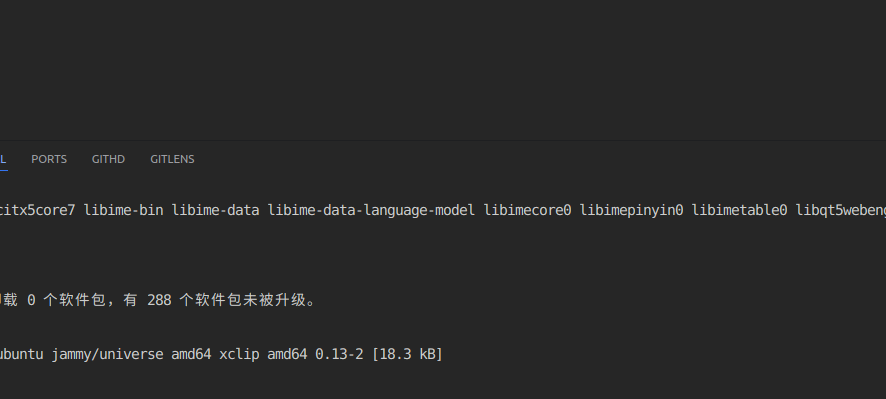 L PORTS GITHD GITLENS
citx5core7 libime-bin libime-data libime-data-language-model libimecore0 libimepinyin0 libimetable0 libqt5webeng
载 0 个软件包，有 288 个软件包未被升级。
ubuntu jammy/universe amd64 xclip amd64 0.13-2 [18.3 kB]